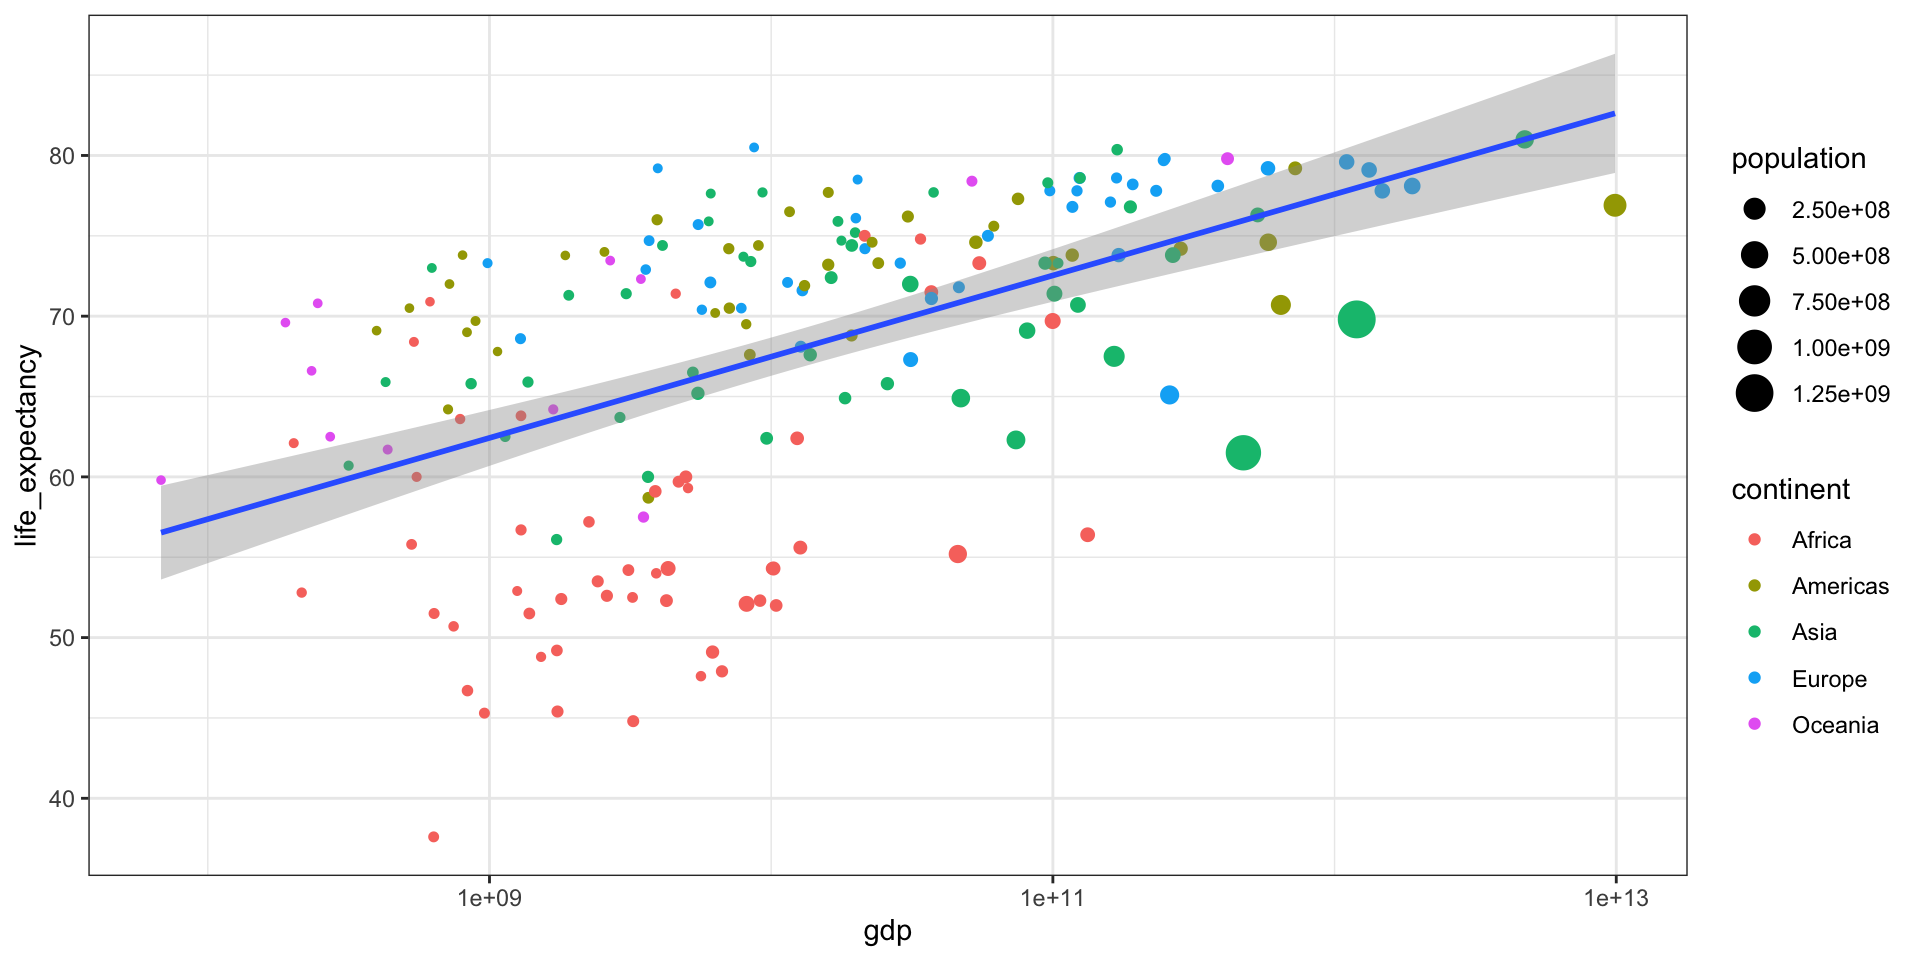 life_expectancy
80
70
60
50
40
1e+09
1e+11
1e+13
gdp
population
2.50e+08
5.00e+08
7.50e+08
1.00e+09
1.25e+09
continent
Africa
Americas
Asia
Europe
Oceania